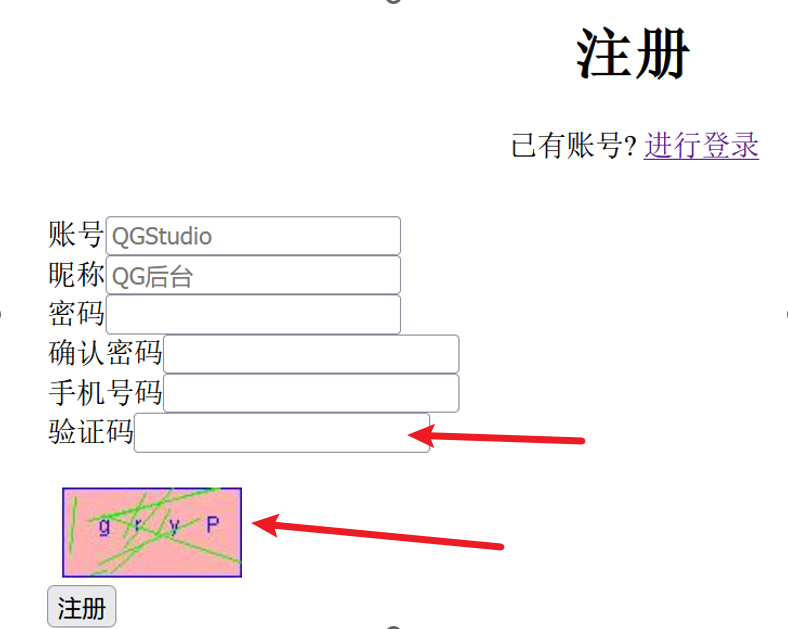 注册
已有账号? 进行登录
账号 QGStudio
昵称 QG后台
密码
确认密码
手机号码
验证码
g r y P
注册